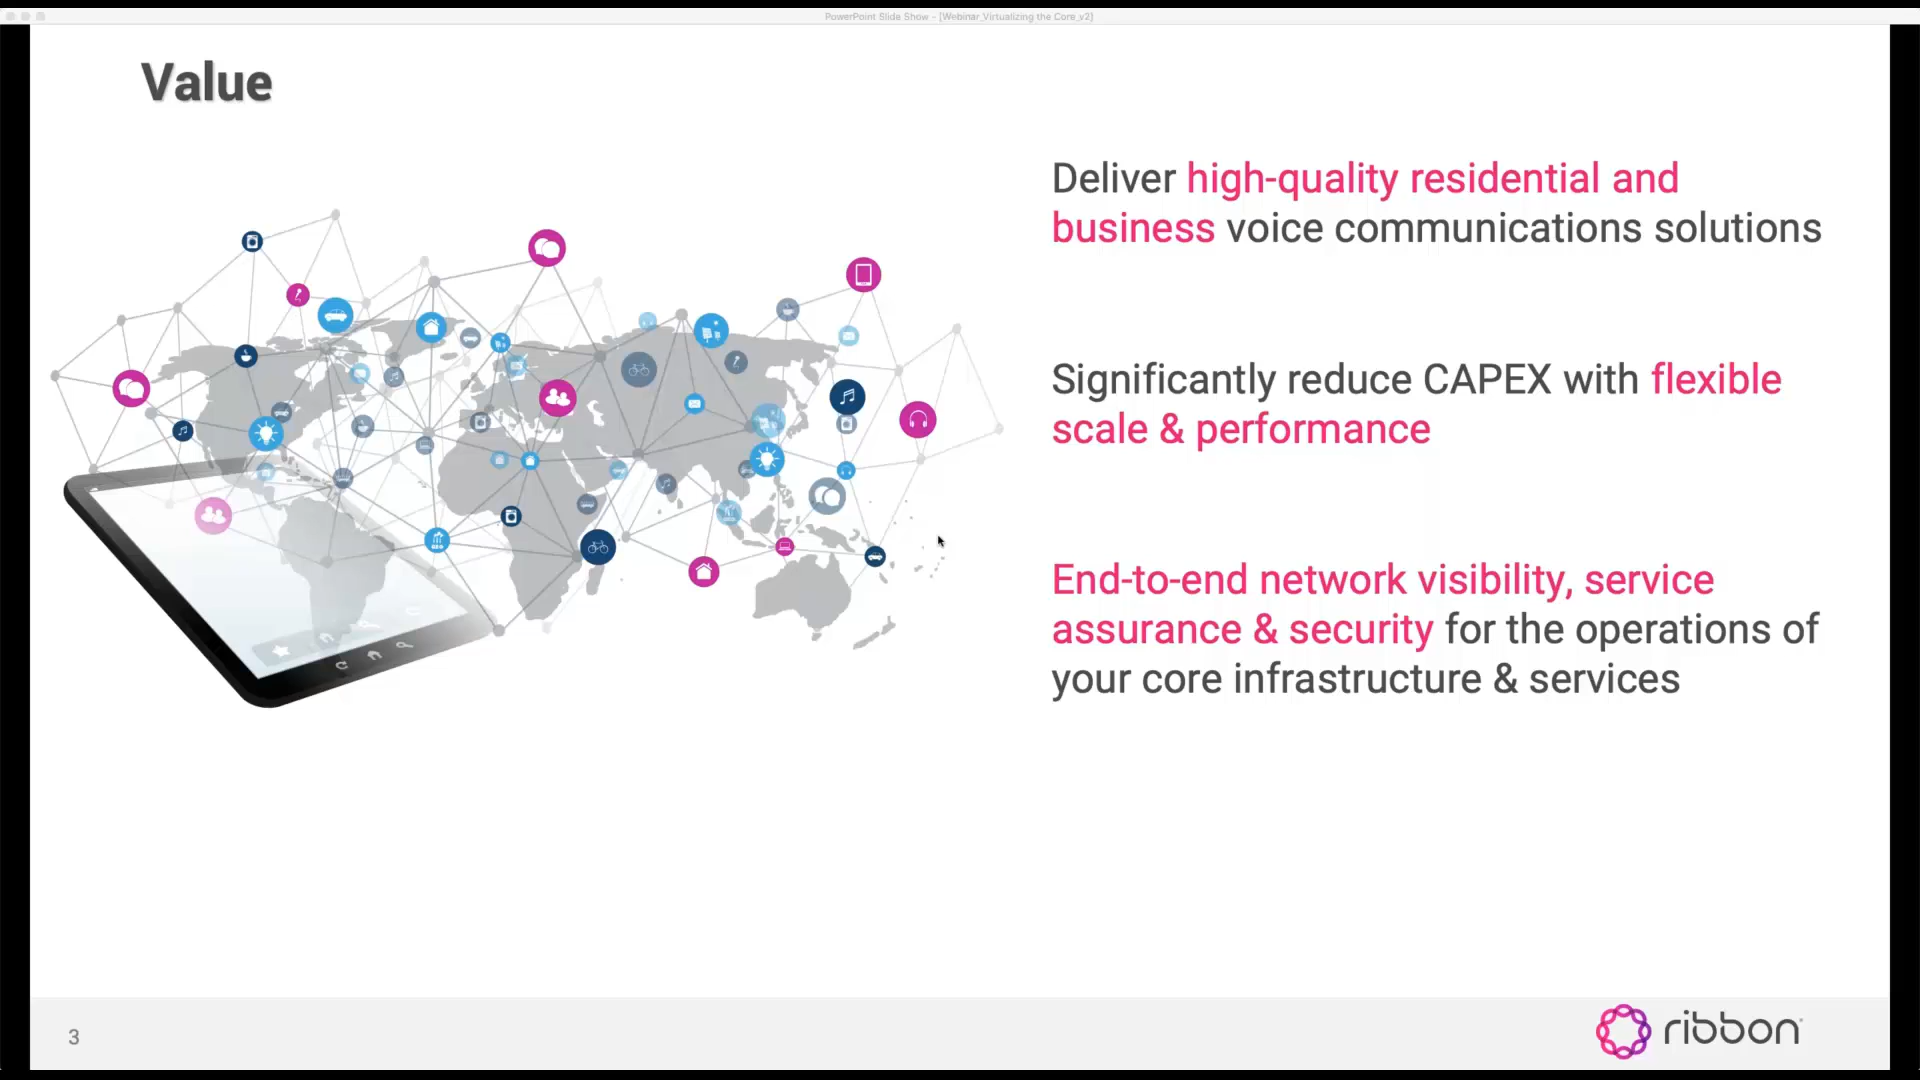 PowerPoint Slide Show - [Webinar_Virtualizing the Core_v2]
Value
Deliver high-quality residential and
business voice communications solutions
Significantly reduce CAPEX with flexible
scale & performance
End-to-end network visibility, service
assurance & security for the operations of
your core infrastructure & services
3
ribbon